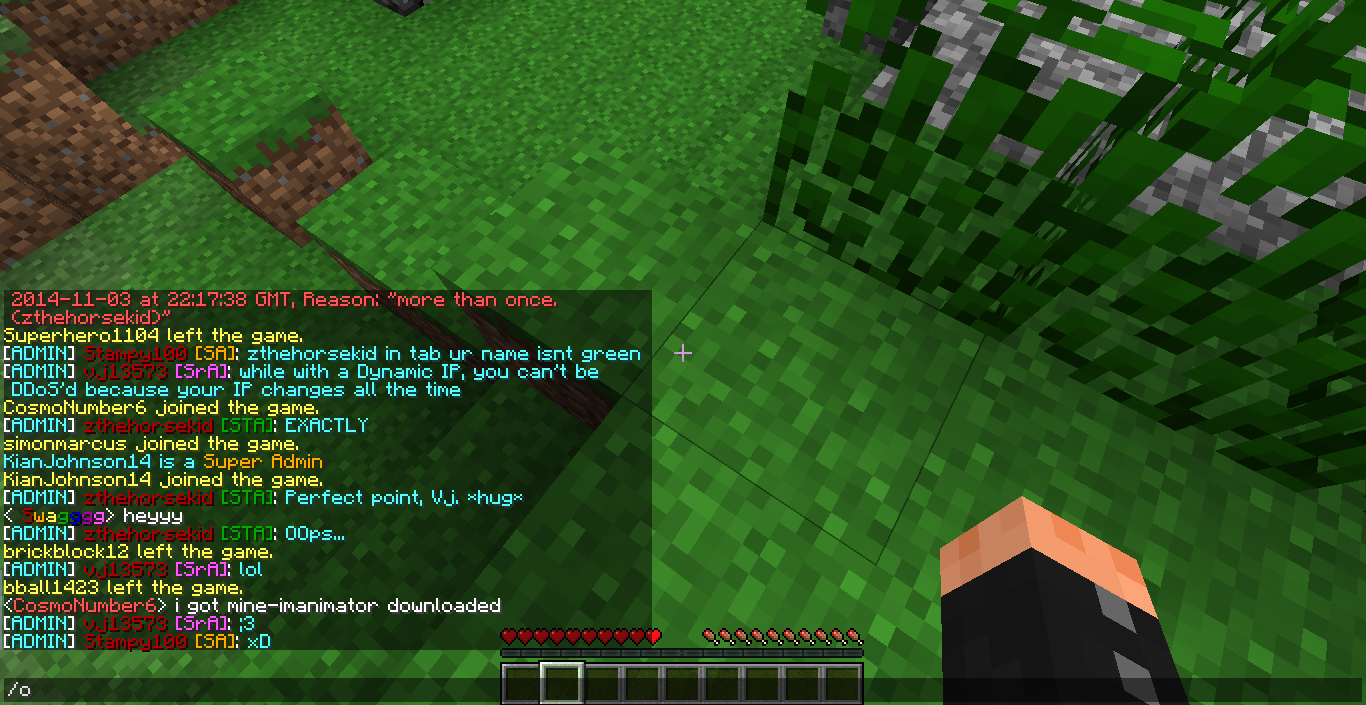 2014-11-03 at 22:17:38 GMT, Reason: "more than once.
(zthehorsekid)"
Superhero1104 left the game.
[ADMIN] Stampy100 [SA]: zthehorsekid in tab ur name isnt green
[ADMIN] vj13573 [SrA]: while with a Dynamic IP, you can't be
DDoS'd because your IP changes all the time
CosmoNumber6 joined the game.
[ADMIN] zthehorsekid [STA]: EXACTLY
simonmarcus joined the game.
KianJohnson14 is a Super Admin
KianJohnson14 joined the game.
[ADMIN] zthehorsekid [STA]: Perfect point, Vj. *hug*
< Swagggg> heyyy
[ADMIN] zthehorsekid [STA]: OOps...
brickblock12 left the game.
[ADMIN] vj13573 [SrA]: lol
bball1423 left the game.
<CosmoNumber6> i got mine-imanimator downloaded
[ADMIN] vj13573 [SrA]: ;3
[ADMIN] Stampy100 [SA]: xD
/o